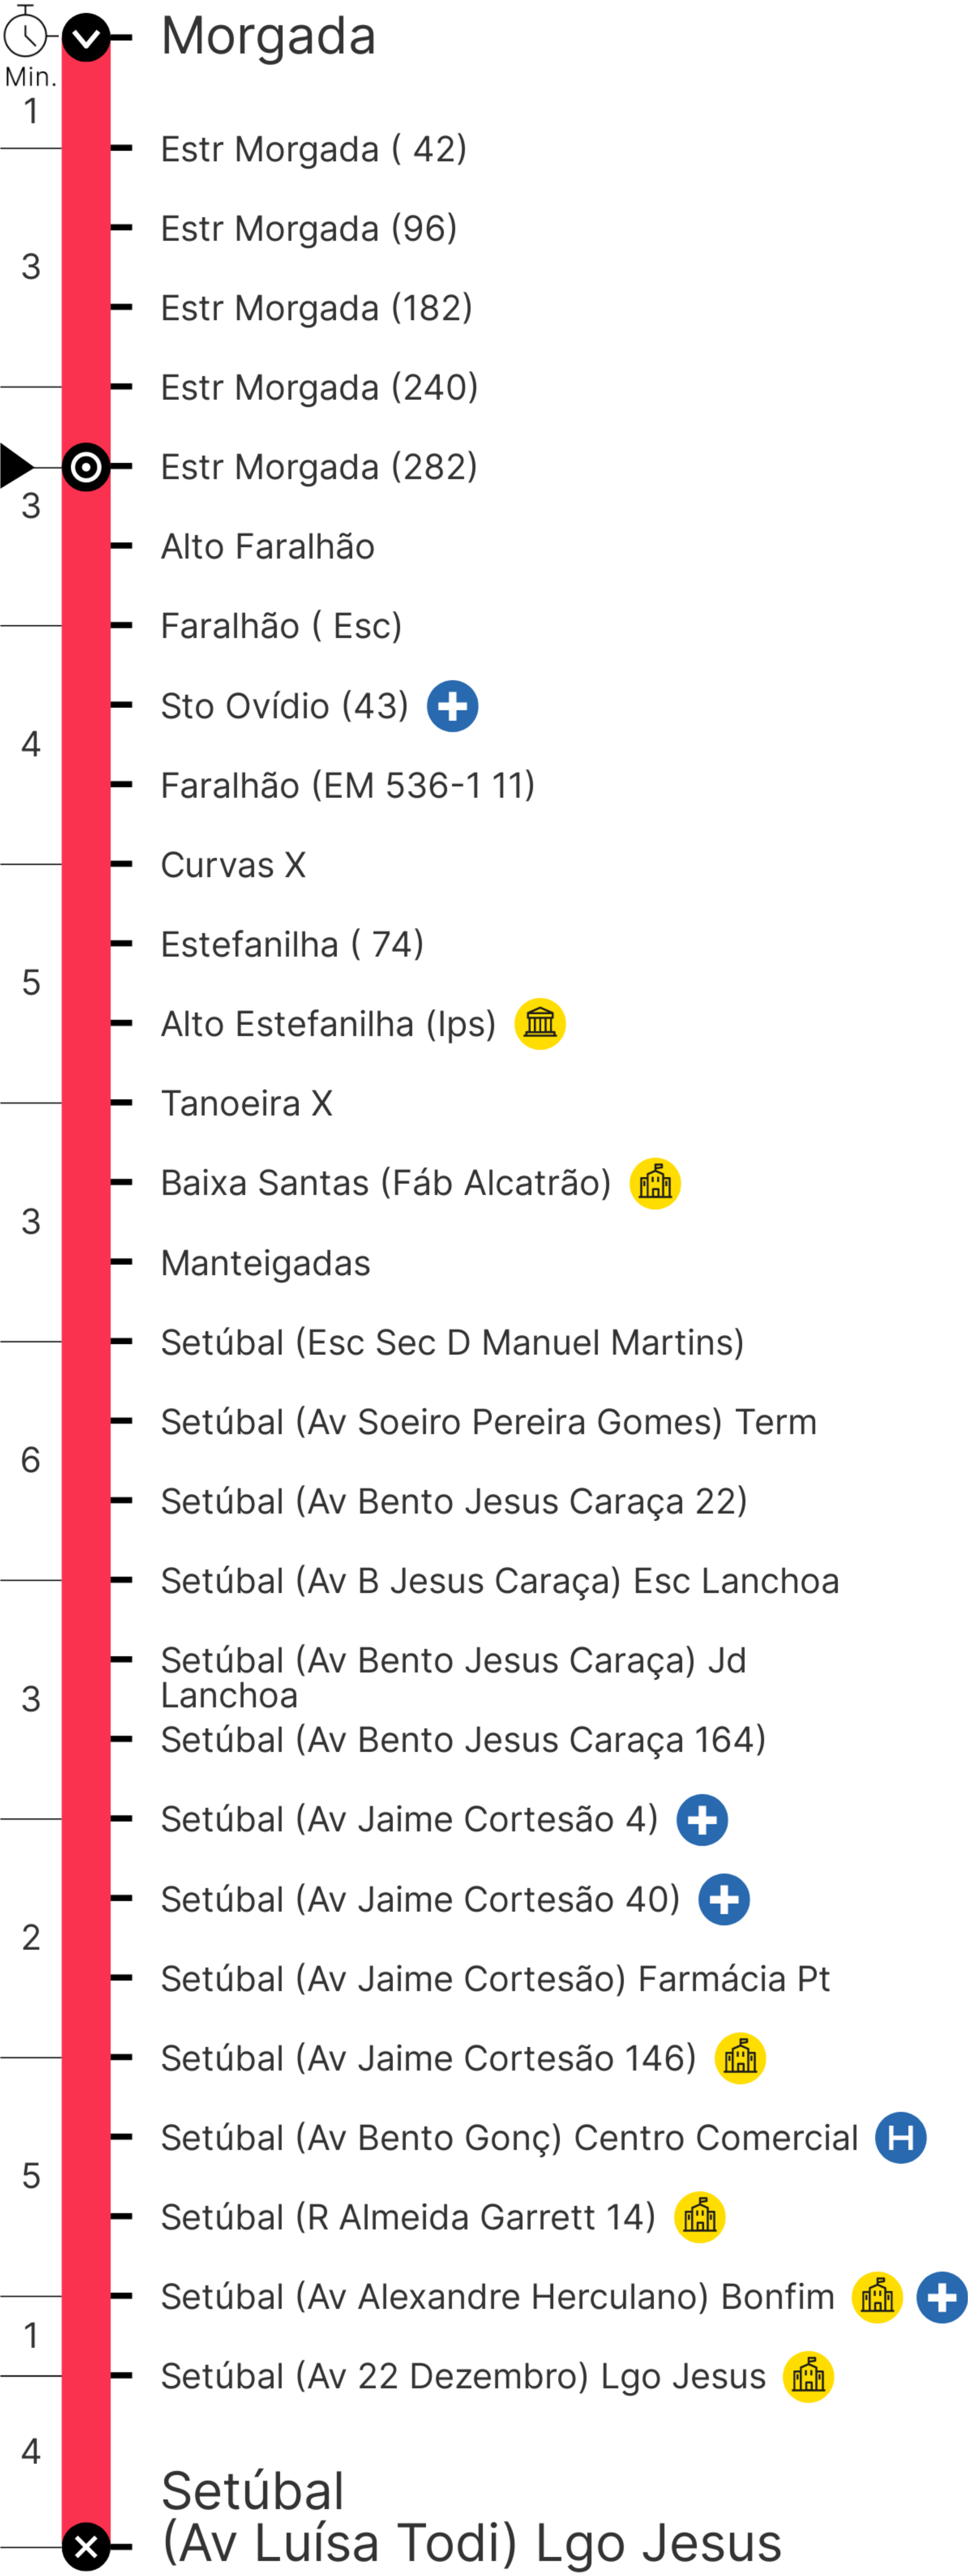 Morgada
Min.
1
Estr Morgada ( 42)
Estr Morgada (96)
3
Estr Morgada (182)
Estr Morgada (240)
Estr Morgada (282)
3
Alto Faralhão
Faralhão ( Esc)
Sto Ovídio (43)
4
Faralhão (EM 536-1 11)
Curvas X
Estefanilha ( 74)
5
Alto Estefanilha (Ips)
Tanoeira X
Baixa Santas (Fáb Alcatrão)
3
Manteigadas
Setúbal (Esc Sec D Manuel Martins)
Setúbal (Av Soeiro Pereira Gomes) Term
6
Setúbal (Av Bento Jesus Caraça 22)
Setúbal (Av B Jesus Caraça) Esc Lanchoa
Setúbal (Av Bento Jesus Caraça) Jd
Lanchoa
3
Setúbal (Av Bento Jesus Caraça 164)
Setúbal (Av Jaime Cortesão 4)
Setúbal (Av Jaime Cortesão 40)
2
Setúbal (Av Jaime Cortesão) Farmácia Pt
Setúbal (Av Jaime Cortesão 146)
Setúbal (Av Bento Gonç) Centro Comercial H
5
Setúbal (R Almeida Garrett 14)
Setúbal (Av Alexandre Herculano) Bonfim
1
Setúbal (Av 22 Dezembro) Lgo Jesus
4
Setúbal
(Av Luísa Todi) Lgo Jesus